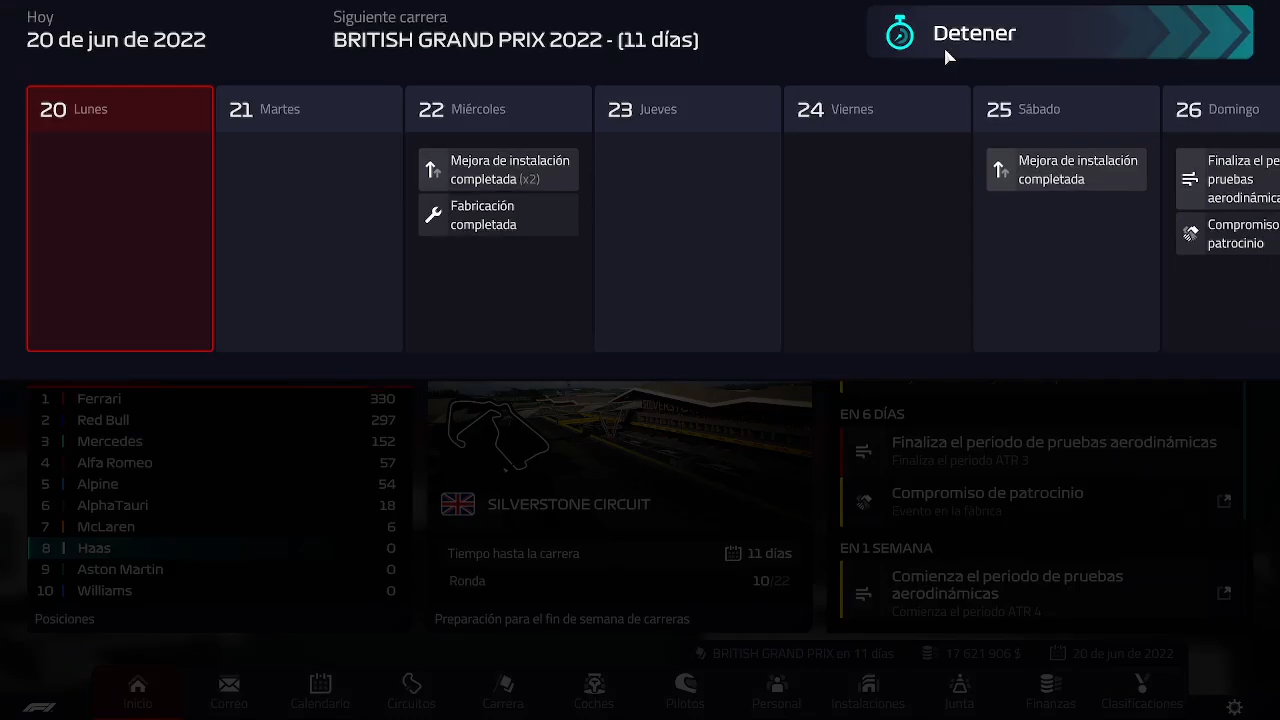 Hoy
20 de jun de 2022
Siguiente carrera
BRITISH GRAND PRIX 2022 - (11 días)
Detener
20 Lunes
21 Martes
22 Miércoles
23 Jueves
24 Viernes
25 Sábado
26 Domingo
Mejora de instalación
completada (x2)
Fabricación
completada
Mejora de instalación
completada
Finaliza el pe
pruebas
aerodinámica
Compromiso
patrocinio
1 Ferrari 330
2 Red Bull 297
3 Mercedes 152
4 Alfa Romeo 57
5 Alpine 54
6 AlphaTauri 18
7 McLaren 6
8 Haas 0
9 Aston Martin 0
10 Williams 0
Posiciones
SILVERSTONE CIRCUIT
Tiempo hasta la carrera 11 días
Ronda 10/22
Preparación para el fin de semana de carreras
EN 6 DÍAS
Finaliza el periodo de pruebas aerodinámicas
Finaliza el periodo ATR 3
Compromiso de patrocinio
Evento en la fábrica
EN 1 SEMANA
Comienza el periodo de pruebas
aerodinámicas
Comienza el periodo ATR 4
BRITISH GRAND PRIX en 11 días
17 621 906 $
20 de jun de 2022
Inicio
Correo
Calendario
Circuitos
Carrera
Coches
Pilotos
Personal
Instalaciones
Junta
Finanzas
Clasificaciones